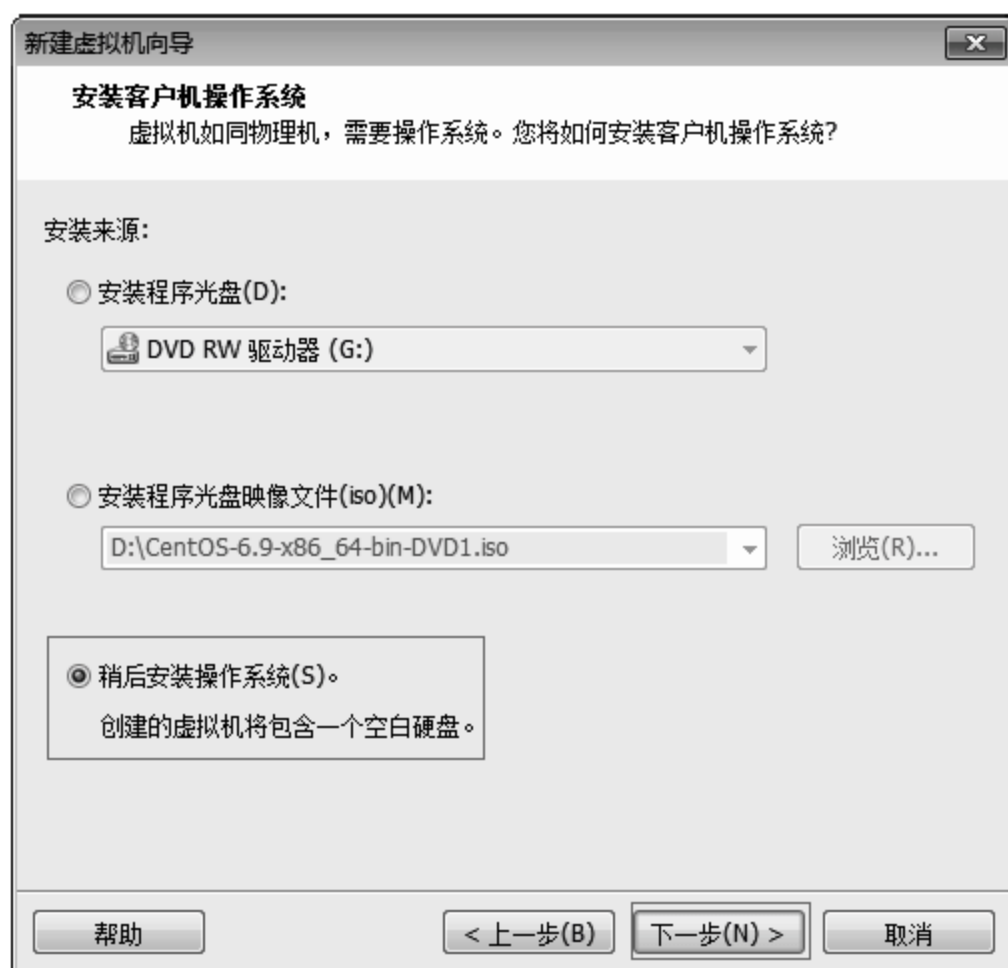 新建虚拟机向导
安装客户机操作系统
虚拟机如同物理机，需要操作系统。您将如何安装客户机操作系统?
安装来源:
安装程序光盘(D):
DVD RW 驱动器 (G:)
安装程序光盘映像文件(iso)(M):
D:\CentOS-6.9-x86_64-bin-DVD1.iso
浏览(R)...
稍后安装操作系统(S)。
创建的虚拟机将包含一个空白硬盘。
帮助
< 上一步(B)
下一步(N) >
取消